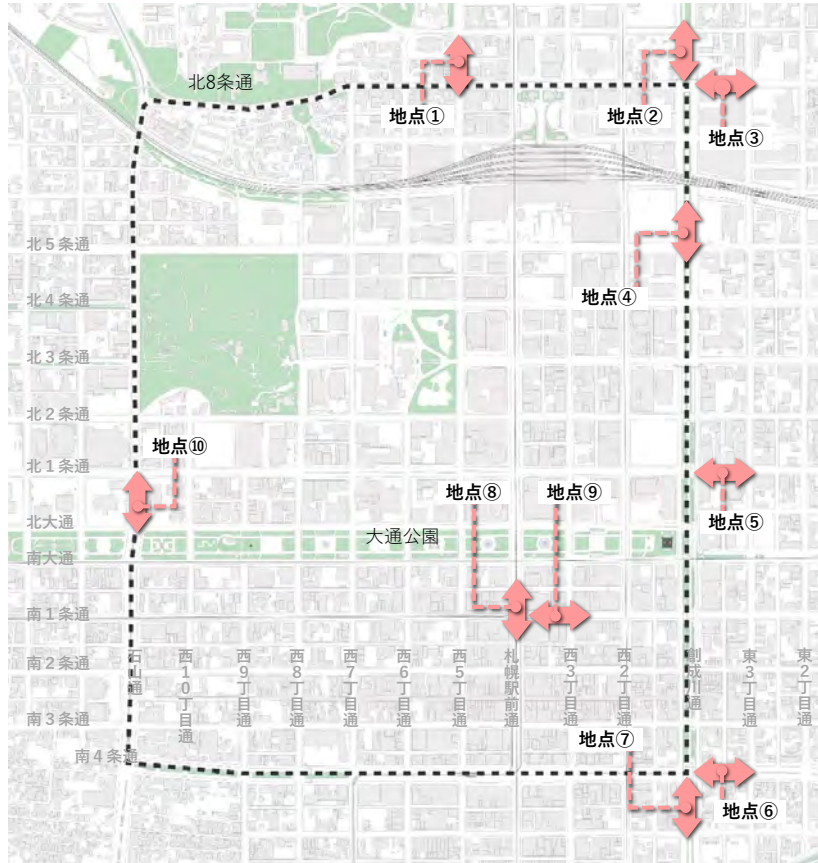 北8条通
地点①
地点②
地点③
北5条通
地点④
北4条通
北3条通
北2条通
地点⑩
北1条通
地点⑧
地点⑨
北大通
地点⑤
大通公園
南大通
南1条通
南2条通
石山通
西10丁目通
西9丁目通
西8丁目通
西7丁目通
西6丁目通
西5丁目通
札幌駅前通
西3丁目通
西2丁目通
創成川通
東3丁目通
東2丁目通
南3条通
地点⑦
南4条通
地点⑥